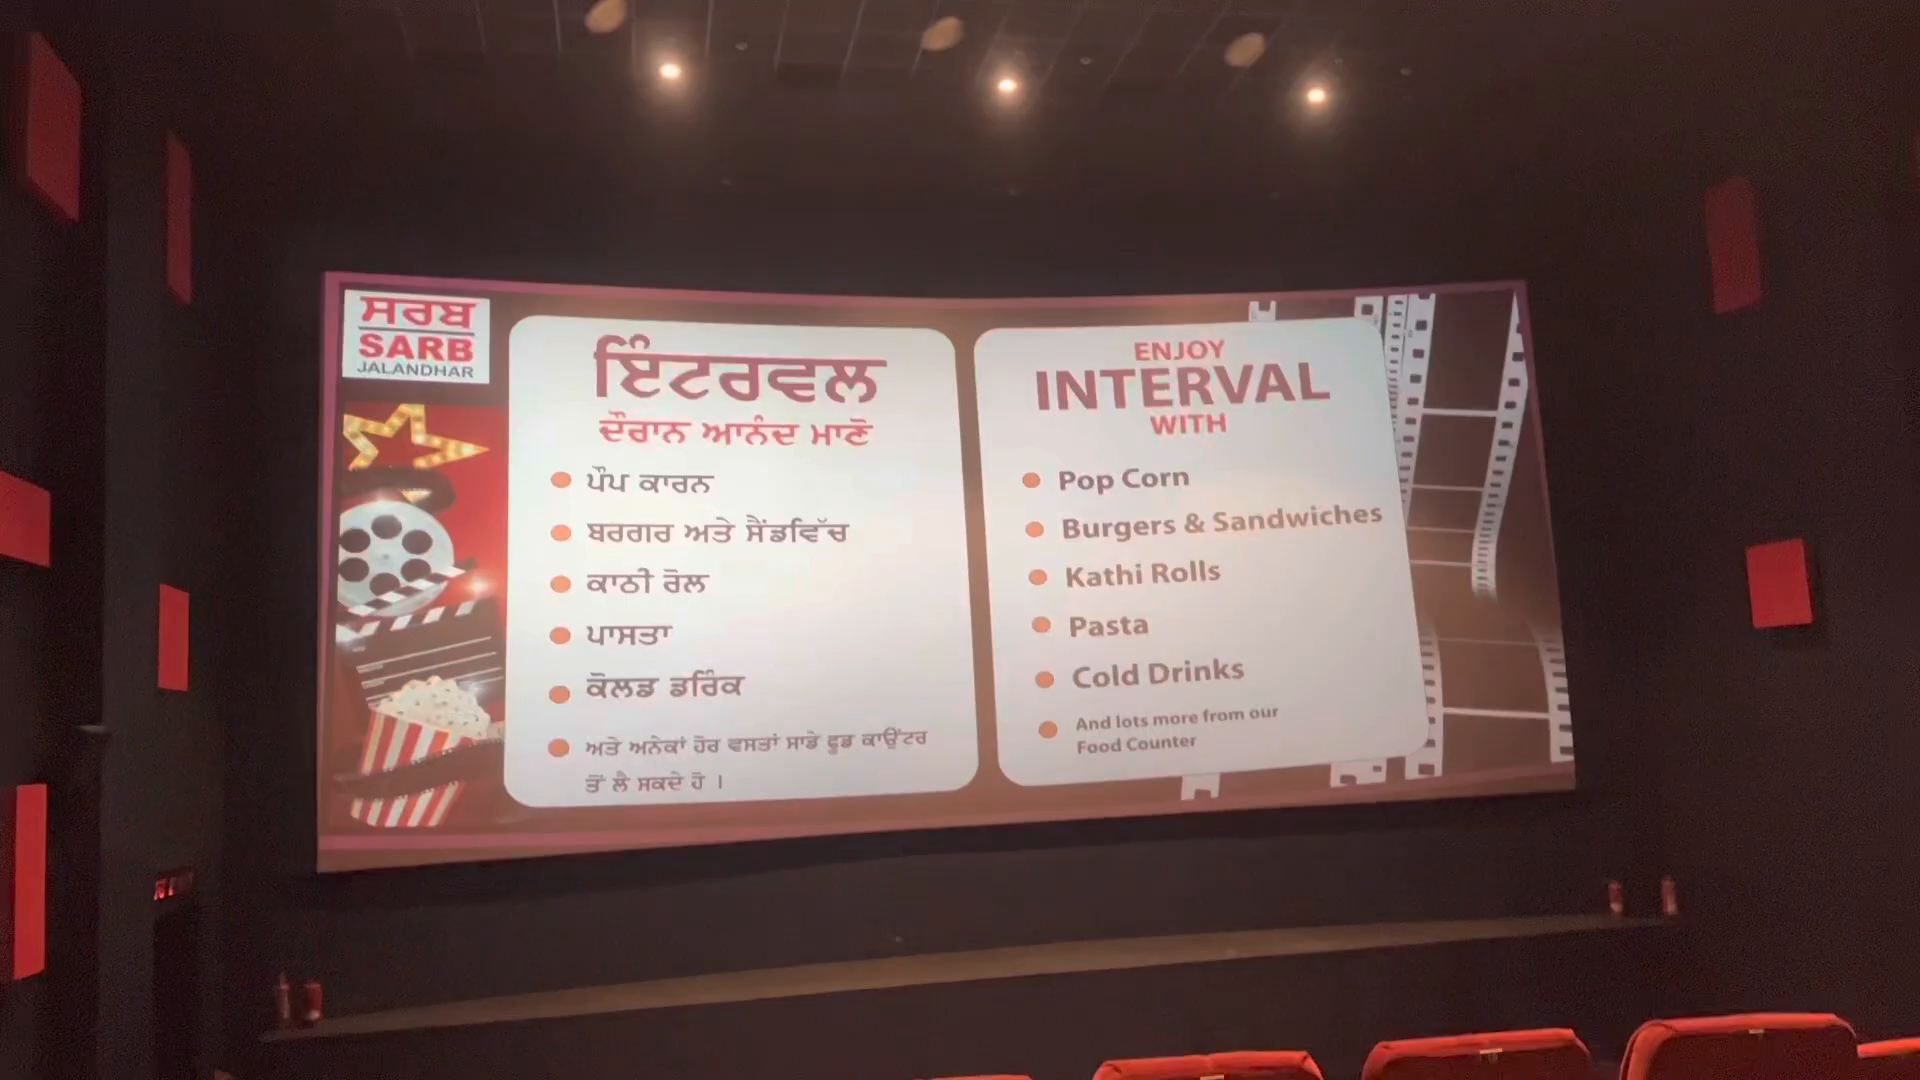 ਸਰਬ
SARB
JALANDHAR
ਇੰਟਰਵਲ
ਦੌਰਾਨ ਆਨੰਦ ਮਾਣੋ
ਪੌਪ ਕਾਰਨ
ਬਰਗਰ ਅਤੇ ਸੈਂਡਵਿੱਚ
ਕਾਠੀ ਰੋਲ
ਪਾਸਤਾ
ਕੋਲਡ ਡਰਿੰਕ
ਅਤੇ ਅਨੇਕਾਂ ਹੋਰ ਵਸਤਾਂ ਸਾਡੇ ਫੂਡ ਕਾਉਂਟਰ
ਤੋਂ ਲੈ ਸਕਦੇ ਹੋ ।
ENJOY
INTERVAL
WITH
Pop Corn
Burgers & Sandwiches
Kathi Rolls
Pasta
Cold Drinks
And lots more from our
Food Counter